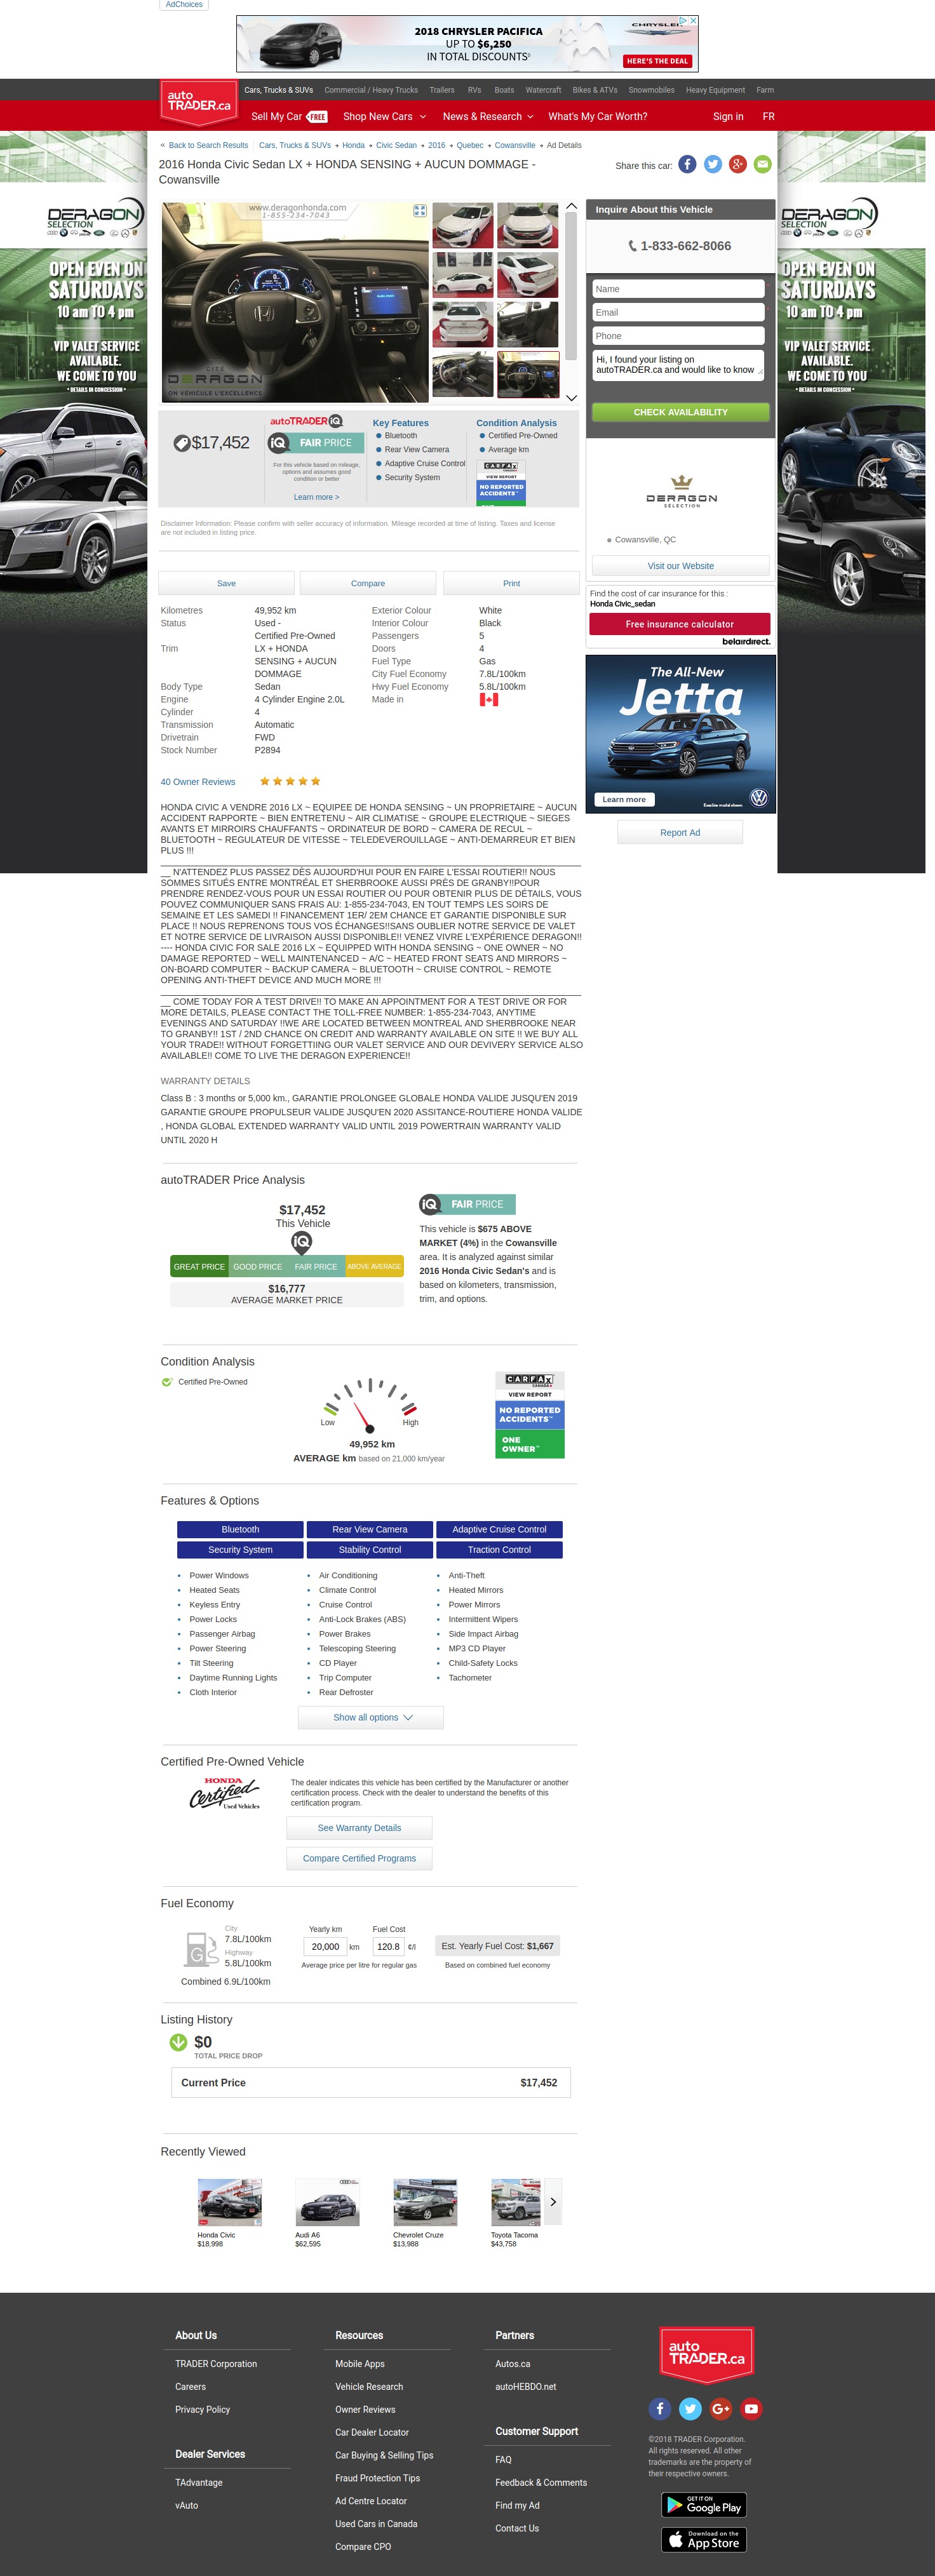 AdChoices
2018 CHRYSLER PACIFICA
UP TO $6,250
IN TOTAL DISCOUNTS◊
CHRYSLER
HERE'S THE DEAL
auto
TRADER.ca
Cars, Trucks & SUVs Commercial / Heavy Trucks Trailers RVs Boats Watercraft Bikes & ATVs Snowmobiles Heavy Equipment Farm
Sell My Car FREE Shop New Cars News & Research What's My Car Worth? Sign in FR
« Back to Search Results Cars, Trucks & SUVs Honda Civic Sedan 2016 Quebec Cowansville Ad Details
2016 Honda Civic Sedan LX + HONDA SENSING + AUCUN DOMMAGE -
Cowansville
Share this car:
DERAGON
SELECTION
OPEN EVEN ON
SATURDAYS
10 am TO 4 pm
VIP VALET SERVICE
AVAILABLE.
WE COME TO YOU
• DETAILS IN CONCESSION •
DERAGON
SELECTION
OPEN EVEN ON
SATURDAYS
10 am TO 4 pm
VIP VALET SERVICE
AVAILABLE.
WE COME TO YOU
• DETAILS IN CONCESSION •
www.deragonhonda.com
1-855-234-7043
CITÉ
DERAGON
UN VÉHICULE L'EXCELLENCE
Inquire About this Vehicle
1-833-662-8066
Name
Email
Phone
Hi, I found your listing on
autoTRADER.ca and would like to know
CHECK AVAILABILITY
DERAGON
SELECTION
Cowansville, QC
Visit our Website
Find the cost of car insurance for this :
Honda Civic_sedan
Free insurance calculator
belairdirect.
The All-New
Jetta
Learn more
Execline model shown
Report Ad
$17,452
autoTRADER iQ
iQ FAIR PRICE
For this vehicle based on mileage,
options and assumes good
condition or better
Learn more >
Key Features
Bluetooth
Rear View Camera
Adaptive Cruise Control
Security System
Condition Analysis
Certified Pre-Owned
Average km
CARFAX
CANADA
VIEW REPORT
NO REPORTED
ACCIDENTS™
Disclaimer Information: Please confirm with seller accuracy of information. Mileage recorded at time of listing. Taxes and license
are not included in listing price.
Save Compare Print
Kilometres 49,952 km Exterior Colour White
Status Used - Interior Colour Black
Certified Pre-Owned Passengers 5
Trim LX + HONDA Doors 4
SENSING + AUCUN Fuel Type Gas
DOMMAGE City Fuel Economy 7.8L/100km
Body Type Sedan Hwy Fuel Economy 5.8L/100km
Engine 4 Cylinder Engine 2.0L Made in
Cylinder 4
Transmission Automatic
Drivetrain FWD
Stock Number P2894
40 Owner Reviews
HONDA CIVIC A VENDRE 2016 LX ~ EQUIPEE DE HONDA SENSING ~ UN PROPRIETAIRE ~ AUCUN
ACCIDENT RAPPORTE ~ BIEN ENTRETENU ~ AIR CLIMATISE ~ GROUPE ELECTRIQUE ~ SIEGES
AVANTS ET MIRROIRS CHAUFFANTS ~ ORDINATEUR DE BORD ~ CAMERA DE RECUL ~
BLUETOOTH ~ REGULATEUR DE VITESSE ~ TELEDEVEROUILLAGE ~ ANTI-DEMARREUR ET BIEN
PLUS !!!
__ N'ATTENDEZ PLUS PASSEZ DÈS AUJOURD'HUI POUR EN FAIRE L'ESSAI ROUTIER!! NOUS
SOMMES SITUÉS ENTRE MONTRÉAL ET SHERBROOKE AUSSI PRÈS DE GRANBY!!POUR
PRENDRE RENDEZ-VOUS POUR UN ESSAI ROUTIER OU POUR OBTENIR PLUS DE DÉTAILS, VOUS
POUVEZ COMMUNIQUER SANS FRAIS AU: 1-855-234-7043, EN TOUT TEMPS LES SOIRS DE
SEMAINE ET LES SAMEDI !! FINANCEMENT 1ER/ 2EM CHANCE ET GARANTIE DISPONIBLE SUR
PLACE !! NOUS REPRENONS TOUS VOS ÉCHANGES!!SANS OUBLIER NOTRE SERVICE DE VALET
ET NOTRE SERVICE DE LIVRAISON AUSSI DISPONIBLE!! VENEZ VIVRE L'EXPÉRIENCE DERAGON!!
---- HONDA CIVIC FOR SALE 2016 LX ~ EQUIPPED WITH HONDA SENSING ~ ONE OWNER ~ NO
DAMAGE REPORTED ~ WELL MAINTENANCED ~ A/C ~ HEATED FRONT SEATS AND MIRRORS ~
ON-BOARD COMPUTER ~ BACKUP CAMERA ~ BLUETOOTH ~ CRUISE CONTROL ~ REMOTE
OPENING ANTI-THEFT DEVICE AND MUCH MORE !!!
__ COME TODAY FOR A TEST DRIVE!! TO MAKE AN APPOINTMENT FOR A TEST DRIVE OR FOR
MORE DETAILS, PLEASE CONTACT THE TOLL-FREE NUMBER: 1-855-234-7043, ANYTIME
EVENINGS AND SATURDAY !!WE ARE LOCATED BETWEEN MONTREAL AND SHERBROOKE NEAR
TO GRANBY!! 1ST / 2ND CHANCE ON CREDIT AND WARRANTY AVAILABLE ON SITE !! WE BUY ALL
YOUR TRADE!! WITHOUT FORGETTIING OUR VALET SERVICE AND OUR DEVIVERY SERVICE ALSO
AVAILABLE!! COME TO LIVE THE DERAGON EXPERIENCE!!
WARRANTY DETAILS
Class B : 3 months or 5,000 km., GARANTIE PROLONGEE GLOBALE HONDA VALIDE JUSQU'EN 2019
GARANTIE GROUPE PROPULSEUR VALIDE JUSQU'EN 2020 ASSITANCE-ROUTIERE HONDA VALIDE
, HONDA GLOBAL EXTENDED WARRANTY VALID UNTIL 2019 POWERTRAIN WARRANTY VALID
UNTIL 2020 H
autoTRADER Price Analysis
$17,452
This Vehicle
iQ
GREAT PRICE GOOD PRICE FAIR PRICE ABOVE AVERAGE
$16,777
AVERAGE MARKET PRICE
iQ FAIR PRICE
This vehicle is $675 ABOVE
MARKET (4%) in the Cowansville
area. It is analyzed against similar
2016 Honda Civic Sedan's and is
based on kilometers, transmission,
trim, and options.
Condition Analysis
Certified Pre-Owned
Low High
49,952 km
AVERAGE km based on 21,000 km/year
CARFAX
CANADA
VIEW REPORT
NO REPORTED
ACCIDENTS™
ONE
OWNER™
Features & Options
Bluetooth Rear View Camera Adaptive Cruise Control
Security System Stability Control Traction Control
Power Windows Air Conditioning Anti-Theft
Heated Seats Climate Control Heated Mirrors
Keyless Entry Cruise Control Power Mirrors
Power Locks Anti-Lock Brakes (ABS) Intermittent Wipers
Passenger Airbag Power Brakes Side Impact Airbag
Power Steering Telescoping Steering MP3 CD Player
Tilt Steering CD Player Child-Safety Locks
Daytime Running Lights Trip Computer Tachometer
Cloth Interior Rear Defroster
Show all options
Certified Pre-Owned Vehicle
HONDA
Certified
Used Vehicles
The dealer indicates this vehicle has been certified by the Manufacturer or another
certification process. Check with the dealer to understand the benefits of this
certification program.
See Warranty Details
Compare Certified Programs
Fuel Economy
G
City
7.8L/100km
Highway
5.8L/100km
Combined 6.9L/100km
Yearly km Fuel Cost
20,000 km 120.8 ¢/l
Average price per litre for regular gas
Est. Yearly Fuel Cost: $1,667
Based on combined fuel economy
Listing History
$0
TOTAL PRICE DROP
Current Price $17,452
Recently Viewed
Honda Civic Audi A6 Chevrolet Cruze Toyota Tacoma
$18,998 $62,595 $13,988 $43,758
About Us
TRADER Corporation
Careers
Privacy Policy
Dealer Services
TAdvantage
vAuto
Resources
Mobile Apps
Vehicle Research
Owner Reviews
Car Dealer Locator
Car Buying & Selling Tips
Fraud Protection Tips
Ad Centre Locator
Used Cars in Canada
Compare CPO
Partners
Autos.ca
autoHEBDO.net
Customer Support
FAQ
Feedback & Comments
Find my Ad
Contact Us
auto
TRADER.ca
©2018 TRADER Corporation.
All rights reserved. All other
trademarks are the property of
their respective owners.
GET IT ON
Google Play
Download on the
App Store